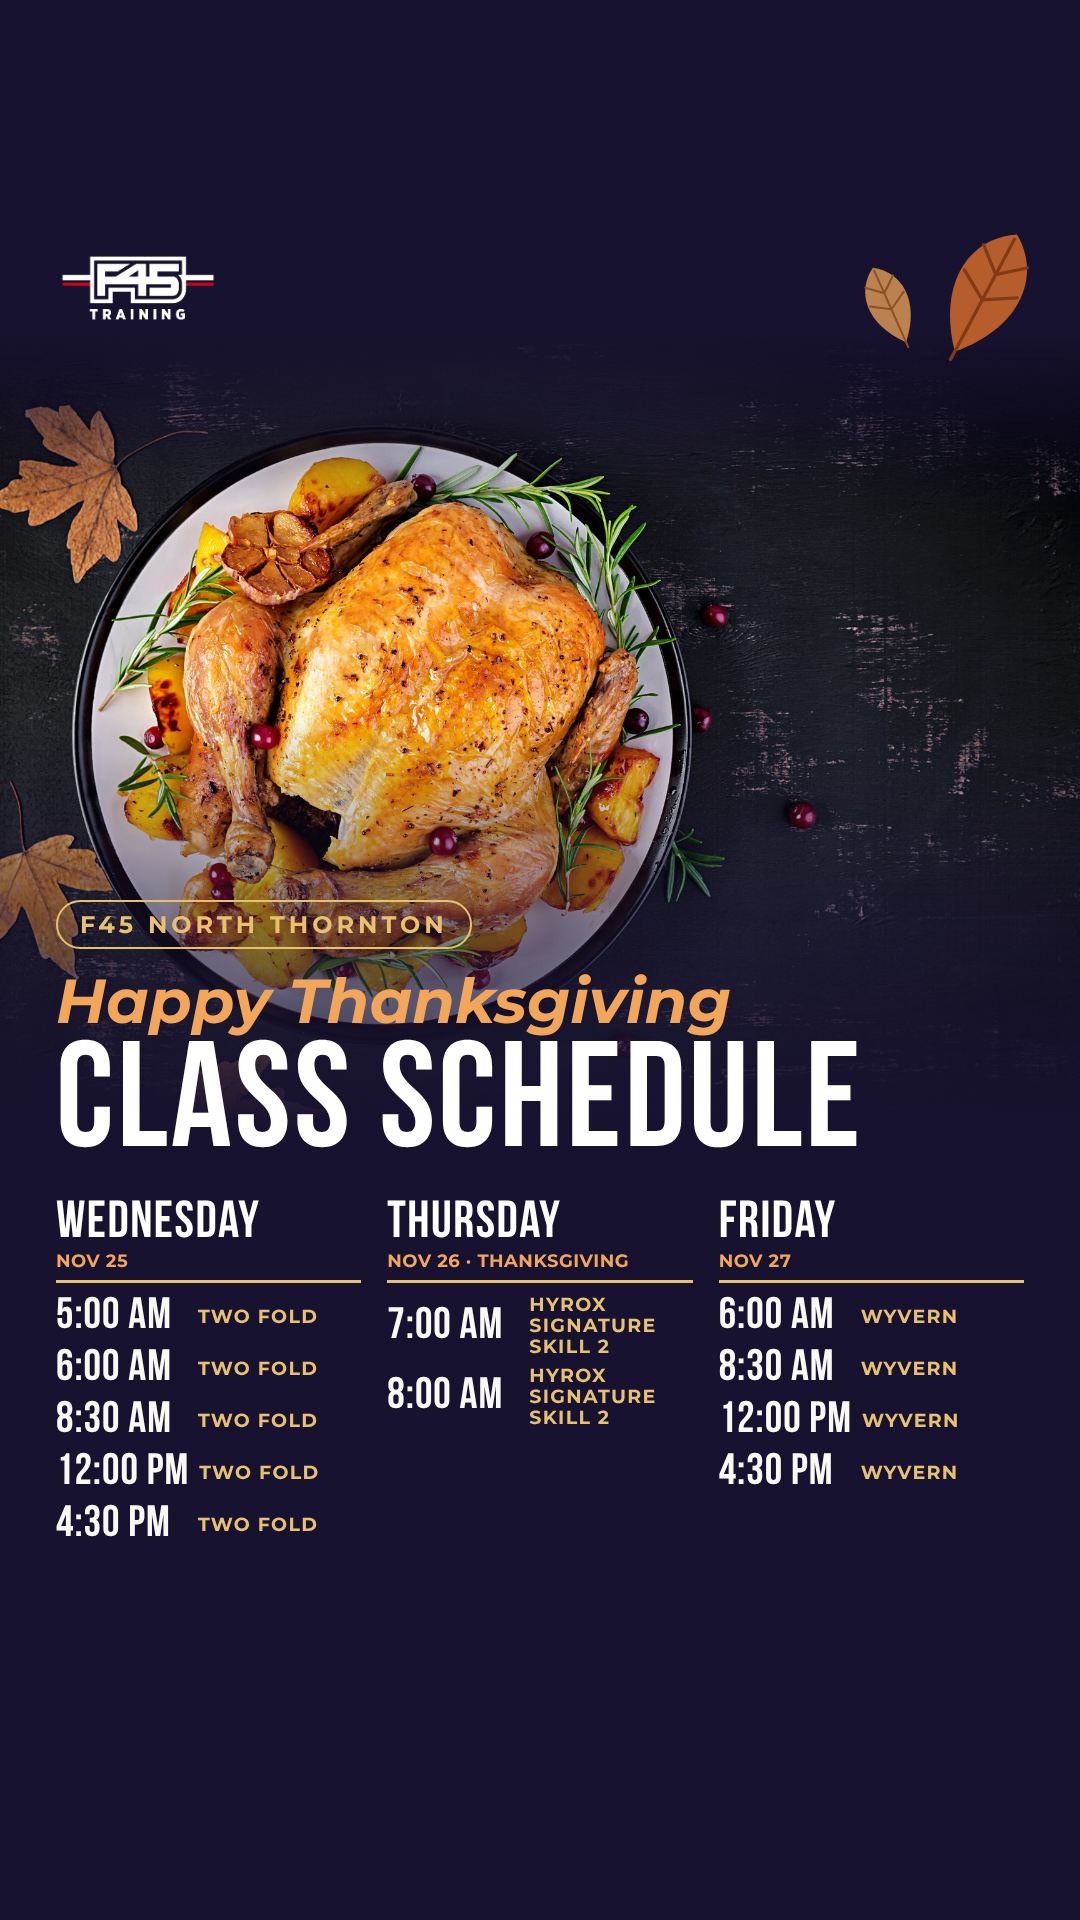 F45
TRAINING
F45 NORTH THORNTON
Happy Thanksgiving
CLASS SCHEDULE
WEDNESDAY
NOV 25
5:00 AM TWO FOLD
6:00 AM TWO FOLD
8:30 AM TWO FOLD
12:00 PM TWO FOLD
4:30 PM TWO FOLD
THURSDAY
NOV 26 · THANKSGIVING
7:00 AM HYROX
SIGNATURE
SKILL 2
8:00 AM HYROX
SIGNATURE
SKILL 2
FRIDAY
NOV 27
6:00 AM WYVERN
8:30 AM WYVERN
12:00 PM WYVERN
4:30 PM WYVERN